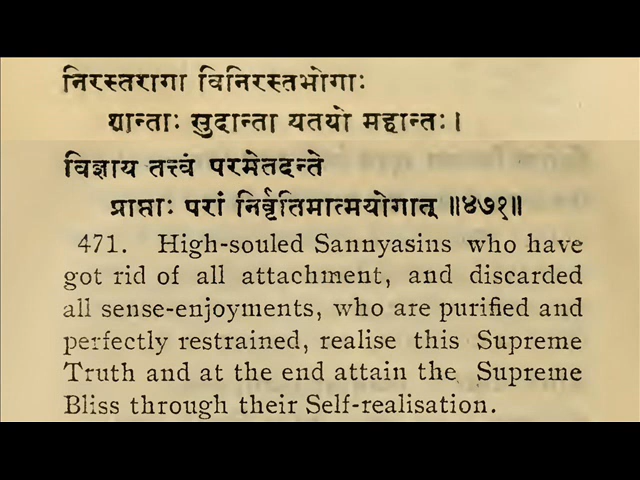 निरस्तरागा विनिरस्तभोगाः
शान्ताः सुदान्ता यतयो महान्तः।
विज्ञाय तत्त्वं परमेतदन्ते
प्राप्ताः परां निर्वृतिमात्मयोगात् ॥४७१॥
471. High-souled Sannyasins who have
got rid of all attachment, and discarded
all sense-enjoyments, who are purified and
perfectly restrained, realise this Supreme
Truth and at the end attain the Supreme
Bliss through their Self-realisation.